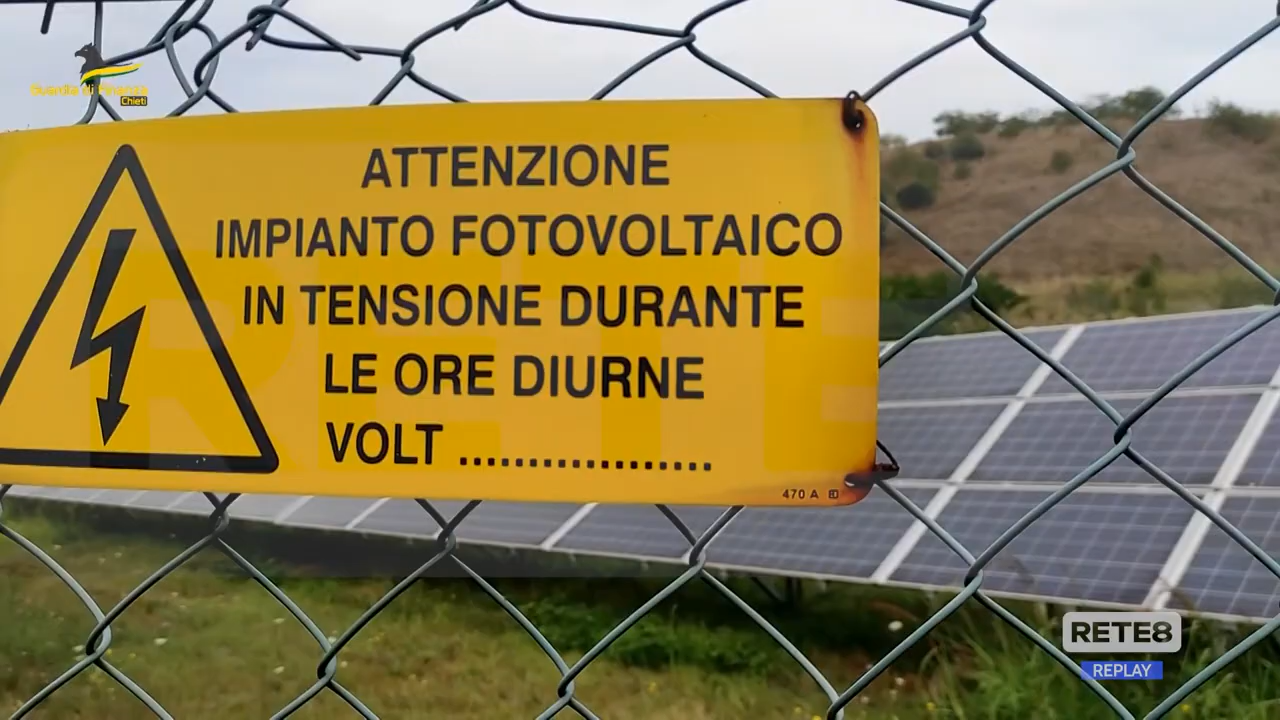 Guardia di Finanza
Chieti
ATTENZIONE
IMPIANTO FOTOVOLTAICO
IN TENSIONE DURANTE
LE ORE DIURNE
VOLT ..................
470 A
RETE8
REPLAY